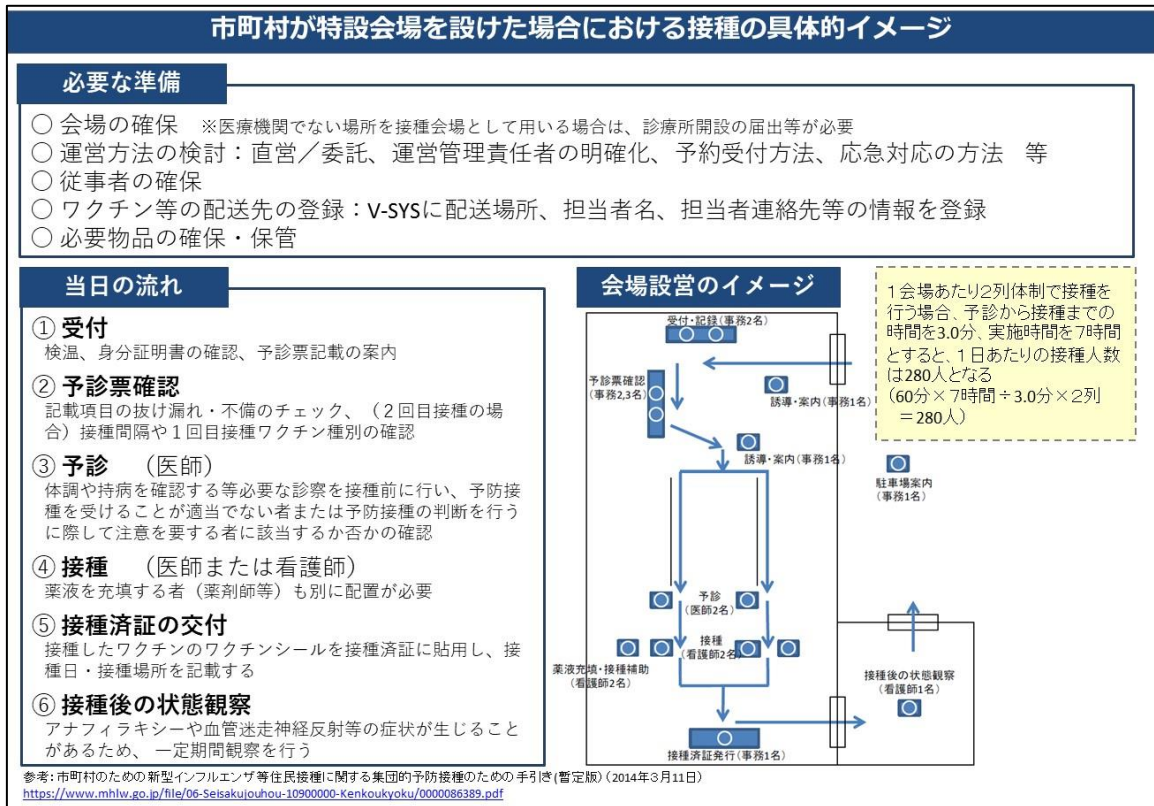 市町村が特設会場を設けた場合における接種の具体的イメージ
必要な準備
○ 会場の確保　※医療機関でない場所を接種会場として用いる場合は、診療所開設の届出等が必要
○ 運営方法の検討：直営／委託、運営管理責任者の明確化、予約受付方法、応急対応の方法　等
○ 従事者の確保
○ ワクチン等の配送先の登録：V-SYSに配送場所、担当者名、担当者連絡先等の情報を登録
○ 必要物品の確保・保管
当日の流れ
① 受付
検温、身分証明書の確認、予診票記載の案内
② 予診票確認
記載項目の抜け漏れ・不備のチェック、（２回目接種の場
合）接種間隔や１回目接種ワクチン種別の確認
③ 予診　（医師）
体調や持病を確認する等必要な診察を接種前に行い、予防接
種を受けることが適当でない者または予防接種の判断を行う
に際して注意を要する者に該当するか否かの確認
④ 接種　（医師または看護師）
薬液を充填する者（薬剤師等）も別に配置が必要
⑤ 接種済証の交付
接種したワクチンのワクチンシールを接種済証に貼用し、接
種日・接種場所を記載する
⑥ 接種後の状態観察
アナフィラキシーや血管迷走神経反射等の症状が生じること
があるため、一定期間観察を行う
会場設営のイメージ
受付・記録（事務2名）
予診票確認
（事務2,3名）
誘導・案内（事務1名）
誘導・案内（事務1名）
駐車場案内
（事務1名）
予診
（医師2名）
接種
（看護師2名）
薬液充填・接種補助
（看護師2名）
接種後の状態観察
（看護師1名）
接種済証発行（事務1名）
１会場あたり2列体制で接種を
行う場合、予診から接種までの
時間を3.0分、実施時間を７時間
とすると、１日あたりの接種人数
は280人となる
（60分×７時間÷3.0分×２列
＝280人）
参考：市町村のための新型インフルエンザ等住民接種に関する集団的予防接種のための手引き(暫定版)（2014年３月11日）
https://www.mhlw.go.jp/file/06-Seisakujouhou-10900000-Kenkoukyoku/0000086389.pdf